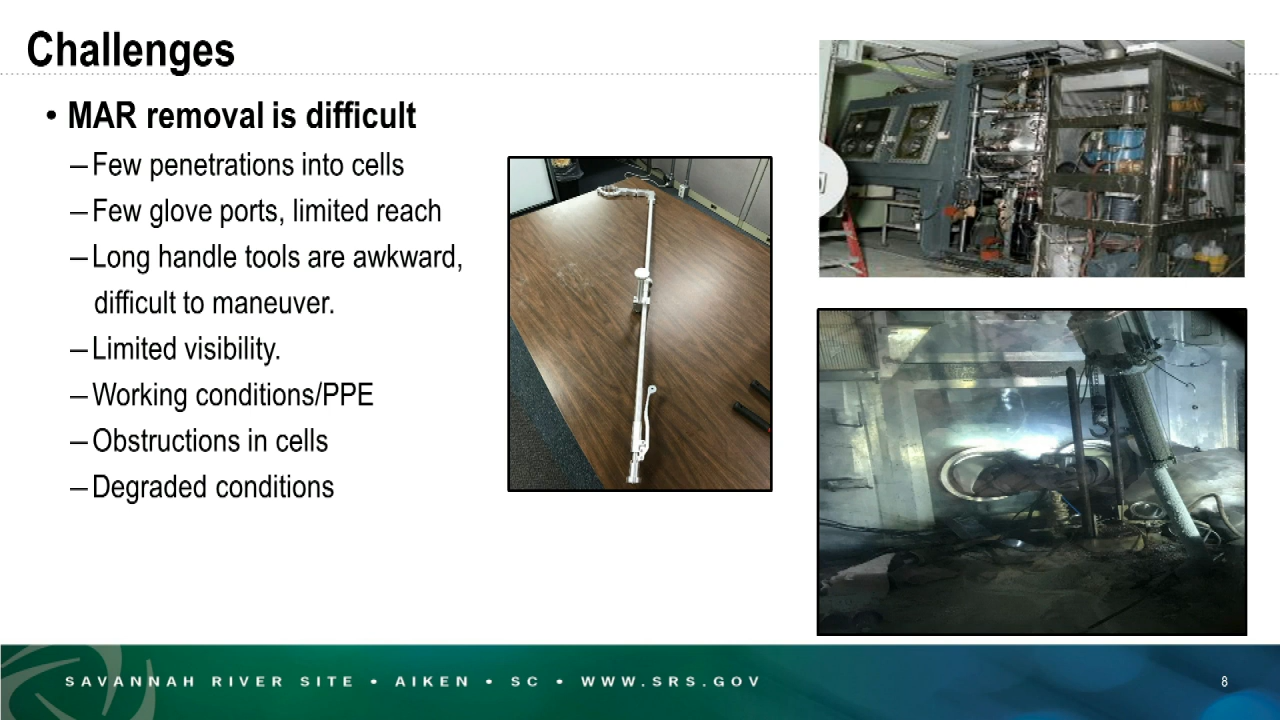 Challenges
• MAR removal is difficult
– Few penetrations into cells
– Few glove ports, limited reach
– Long handle tools are awkward,
difficult to maneuver.
– Limited visibility.
– Working conditions/PPE
– Obstructions in cells
– Degraded conditions
SAVANNAH RIVER SITE • AIKEN • SC • WWW.SRS.GOV
8